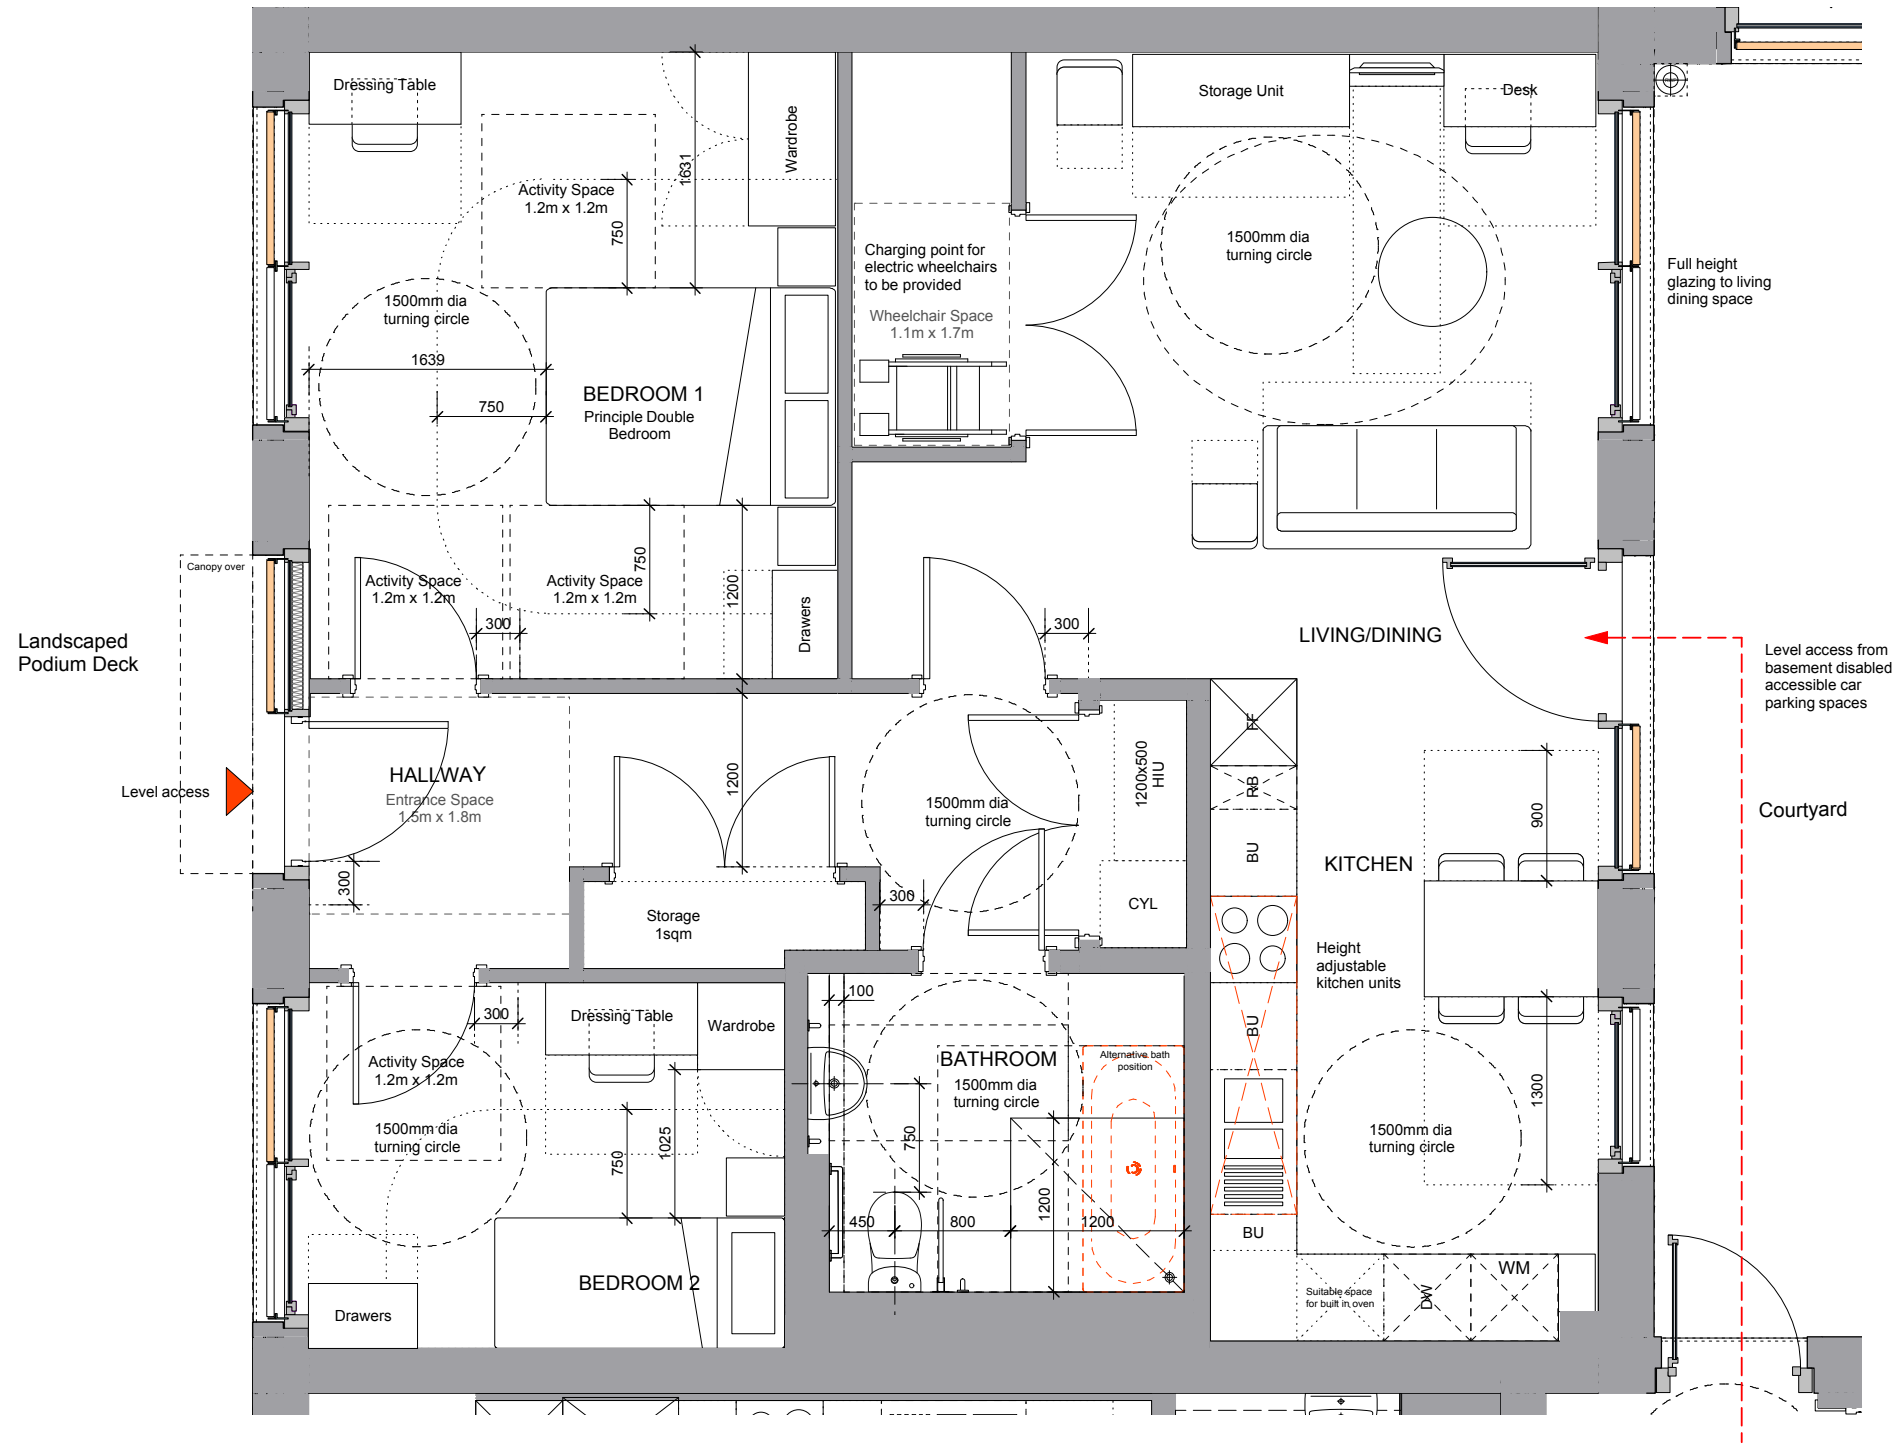 Dressing Table
Wardrobe
1631
Activity Space
1.2m x 1.2m
750
1500mm dia
turning circle
1639
750
BEDROOM 1
Principle Double
Bedroom
Activity Space
1.2m x 1.2m
Activity Space
1.2m x 1.2m
750
1200
300
Drawers
Charging point for
electric wheelchairs
to be provided
Wheelchair Space
1.1m x 1.7m
Storage Unit
Desk
1500mm dia
turning circle
Full height
glazing to living
dining space
Canopy over
Landscaped
Podium Deck
Level access
HALLWAY
Entrance Space
1.5m x 1.8m
300
1200
Storage
1sqm
300
300
1500mm dia
turning circle
1200x500
HIU
CYL
LIVING/DINING
Level access from
basement disabled
accessible car
parking spaces
Courtyard
FF
RB
BU
KITCHEN
900
Height
adjustable
kitchen units
BU
1300
1500mm dia
turning circle
BU
Suitable space
for built in oven
DW
WM
300
Dressing Table
Wardrobe
Activity Space
1.2m x 1.2m
1500mm dia
turning circle
750
1025
BEDROOM 2
Drawers
100
BATHROOM
1500mm dia
turning circle
Alternative bath
position
750
450
800
1200
1200